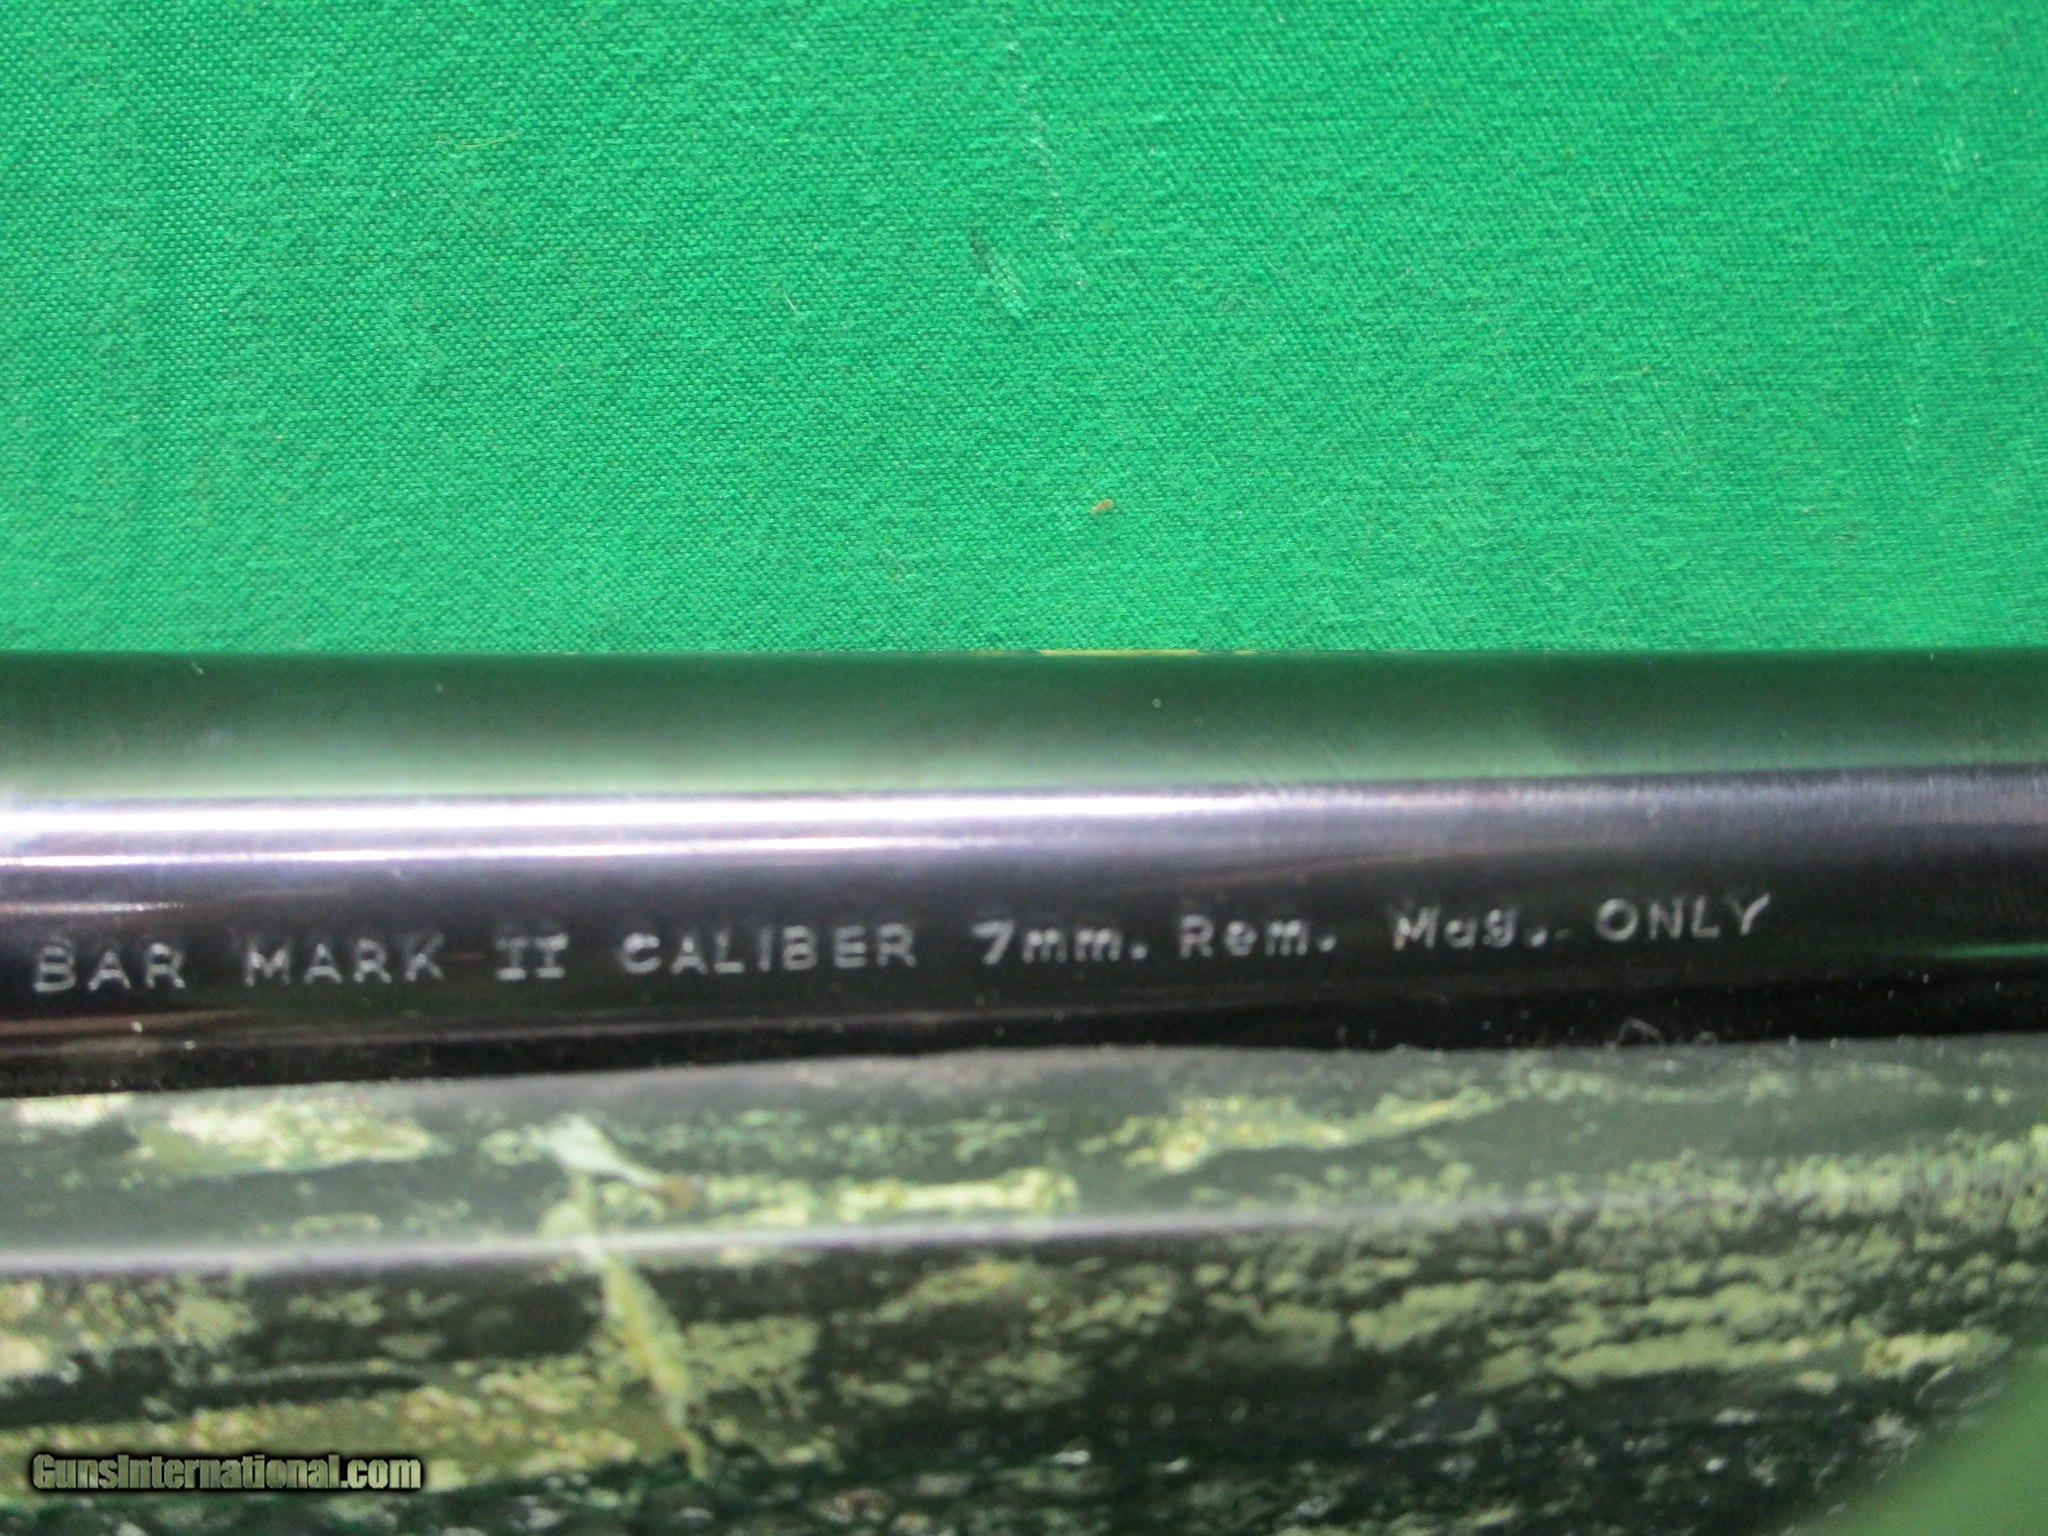 BAR MARK II CALIBER 7mm. Rem. Mag. ONLY
GunsInternational.com